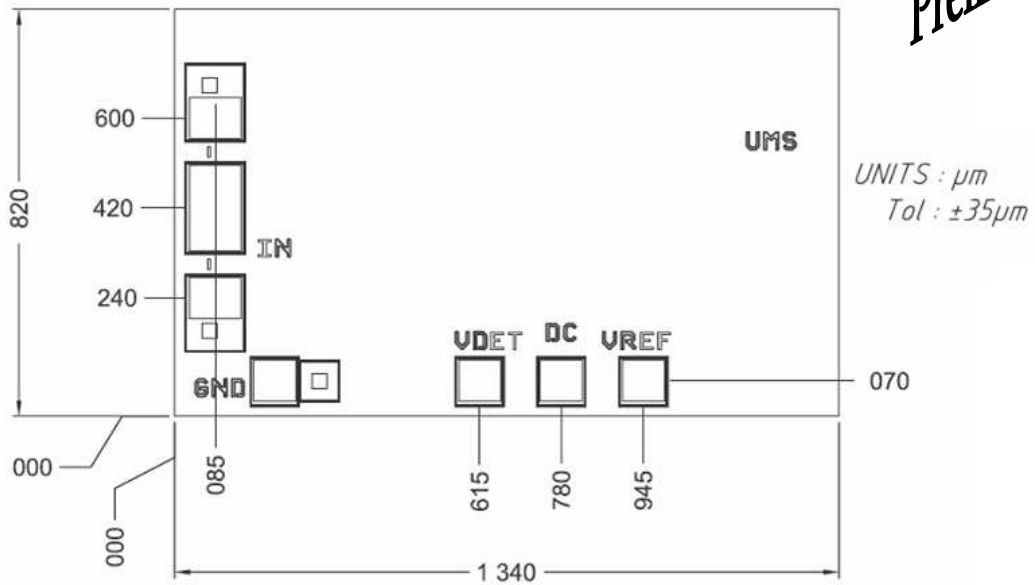 600
UMS
820
UNITS : µm
420
Tol : ±35µm
IN
240
VDET DC VREF
GND
070
000
000
085
615
780
945
1 340